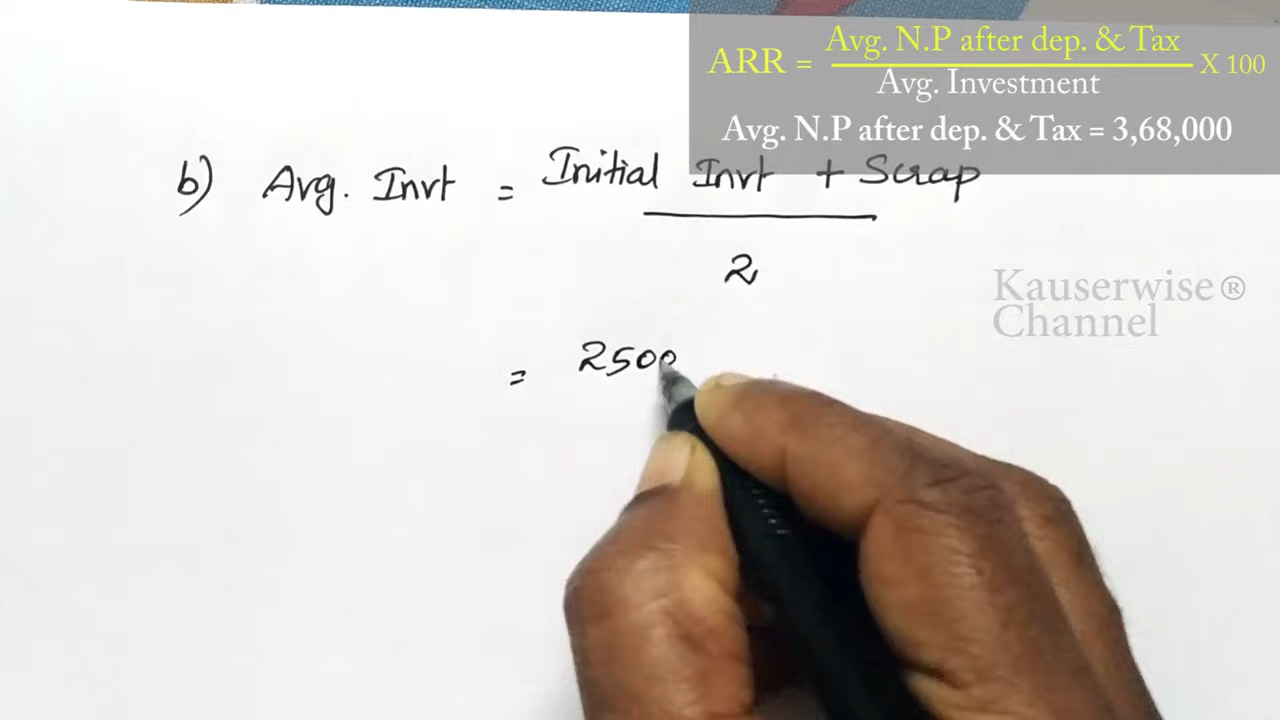 ARR = Avg. N.P after dep. & Tax X 100
Avg. Investment
Avg. N.P after dep. & Tax = 3,68,000
b) Avg. Invt = Initial Invt + Scrap
2
Kauserwise®
Channel
= 2500